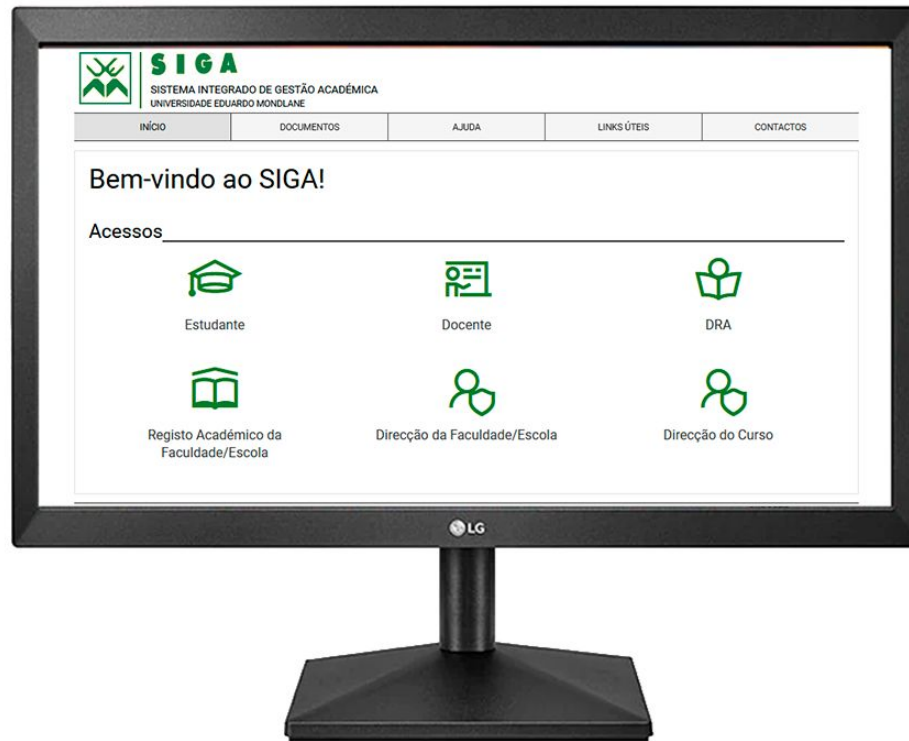 SIGA
SISTEMA INTEGRADO DE GESTÃO ACADÉMICA
UNIVERSIDADE EDUARDO MONDLANE
INÍCIO DOCUMENTOS AJUDA LINKS ÚTEIS CONTACTOS
Bem-vindo ao SIGA!
Acessos
Estudante Docente DRA
Registo Académico da Faculdade/Escola Direcção da Faculdade/Escola Direcção do Curso
LG